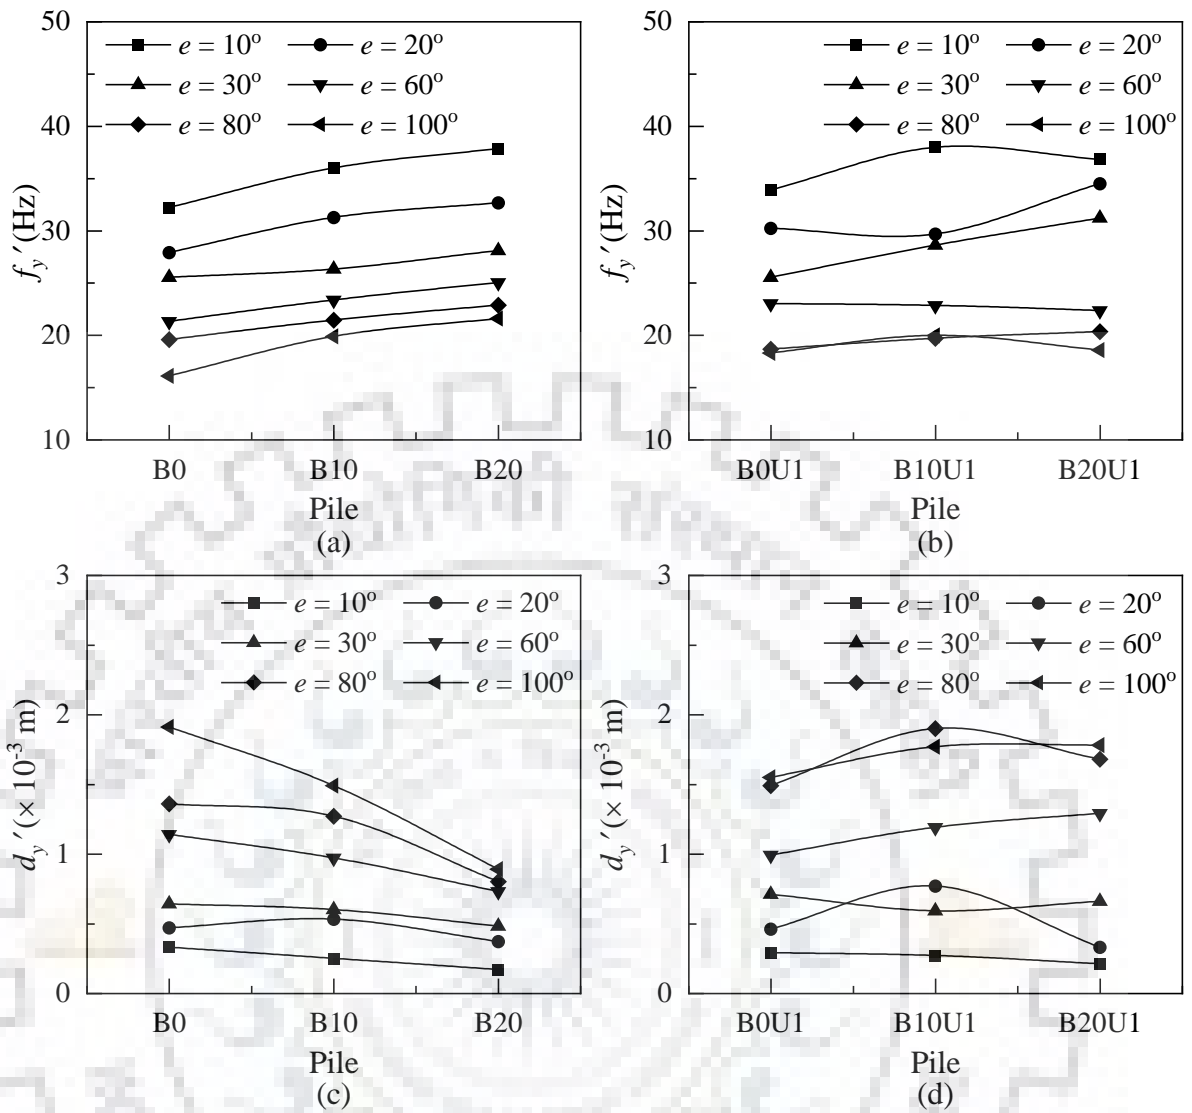 50
40
30
20
10
f_y′ (Hz)
e = 10°
e = 20°
e = 30°
e = 60°
e = 80°
e = 100°
B0 B10 B20
Pile
(a)
50
40
30
20
10
f_y′ (Hz)
e = 10°
e = 20°
e = 30°
e = 60°
e = 80°
e = 100°
B0U1 B10U1 B20U1
Pile
(b)
3
2
1
0
d_y′ (× 10⁻³ m)
e = 10°
e = 20°
e = 30°
e = 60°
e = 80°
e = 100°
B0 B10 B20
Pile
(c)
3
2
1
0
d_y′ (× 10⁻³ m)
e = 10°
e = 20°
e = 30°
e = 60°
e = 80°
e = 100°
B0U1 B10U1 B20U1
Pile
(d)